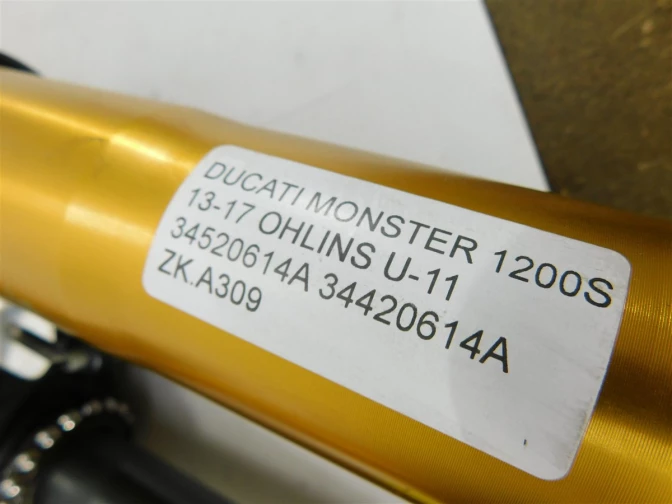 DUCATI MONSTER 1200S
13-17 OHLINS U-11
34520614A 34420614A
ZK.A309